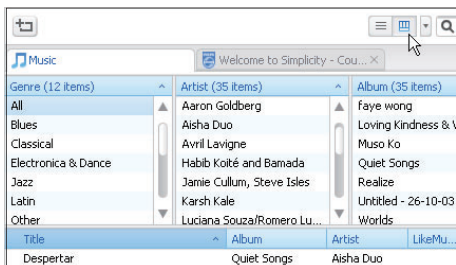 Music
Welcome to Simplicity - Cou...
Genre (12 items)
Artist (35 items)
Album (35 items)
All
Aaron Goldberg
faye wong
Blues
Aisha Duo
Loving Kindness &
Classical
Avril Lavigne
Muso Ko
Electronica & Dance
Habib Koité and Bamada
Quiet Songs
Jazz
Jamie Cullum, Steve Isles
Realize
Latin
Karsh Kale
Untitled - 26-10-03
Other
Luciana Souza/Romero Lu...
Worlds
Title
Album
Artist
LikeMu...
Despertar
Quiet Songs
Aisha Duo